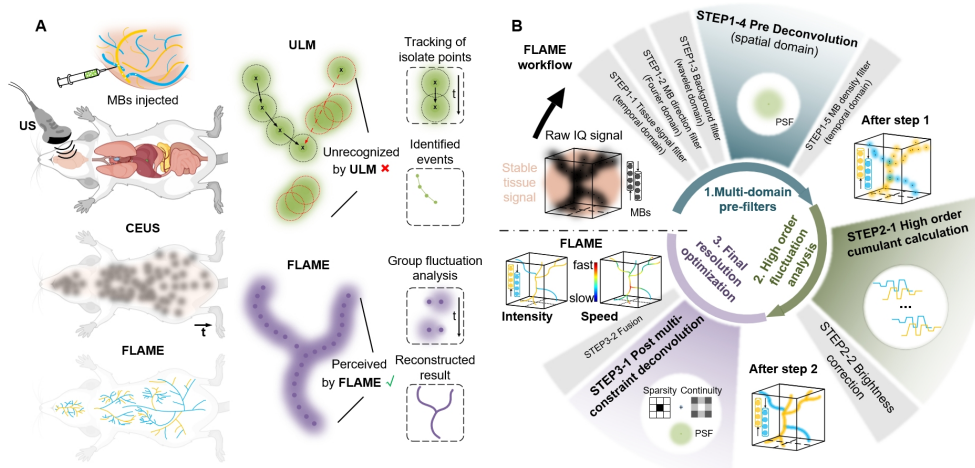 A
MBs injected
US
CEUS
t
FLAME
ULM
Tracking of
isolate points
t
Unrecognized
by ULM ✖
Identified
events
FLAME
Group fluctuation
analysis
t
Perceived
by FLAME √
Reconstructed
result
B
FLAME
workflow
Raw IQ signal
Stable
tissue
signal
MBs
STEP1-1 Tissue signal filter
(temporal domain)
STEP1-2 MB direction filter
(Fourier domain)
STEP1-3 Background filter
(wavelet domain)
STEP1-4 Pre Deconvolution
(spatial domain)
PSF
STEP1-5 MB density filter
(temporal domain)
After step 1
1.Multi-domain
pre-filters
2. High order
fluctuation
analysis
3. Final
resolution
optimization
STEP2-1 High order
cumulant calculation
...
STEP2-2 Brightness
correction
After step 2
STEP3-1 Post multi-
constraint deconvolution
Sparsity
+
Continuity
PSF
STEP3-2 Fusion
FLAME
fast
slow
Intensity
Speed